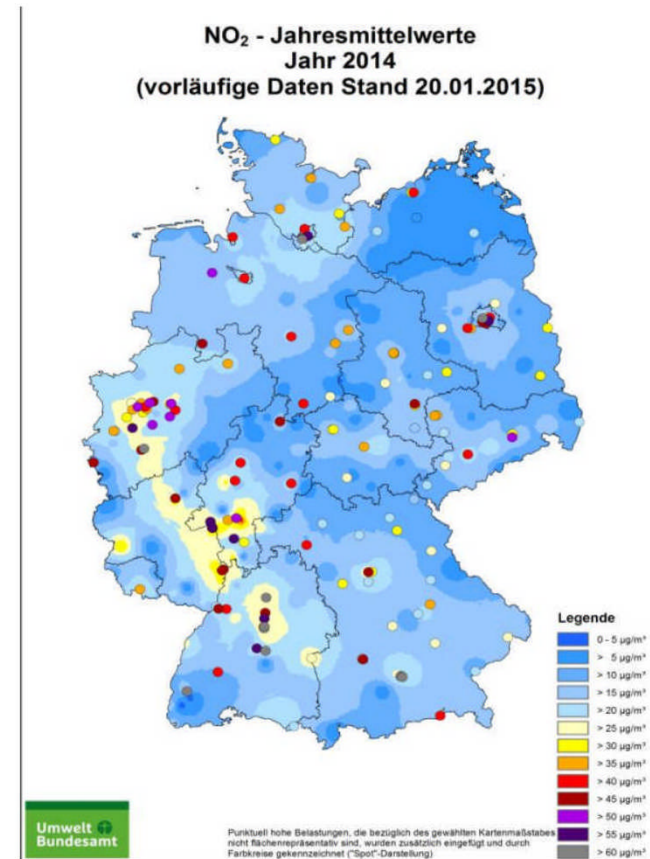 NO₂ - Jahresmittelwerte
Jahr 2014
(vorläufige Daten Stand 20.01.2015)
Legende
0 - 5 µg/m³
> 5 µg/m³
> 10 µg/m³
> 15 µg/m³
> 20 µg/m³
> 25 µg/m³
> 30 µg/m³
> 35 µg/m³
> 40 µg/m³
> 45 µg/m³
> 50 µg/m³
> 55 µg/m³
> 60 µg/m³
Umwelt
Bundesamt
Punktuell hohe Belastungen, die bezüglich des gewählten Kartenmaßstabes
nicht flächenrepräsentativ sind, wurden zusätzlich eingefügt und durch
Farbkreise gekennzeichnet ("Spot"-Darstellung)